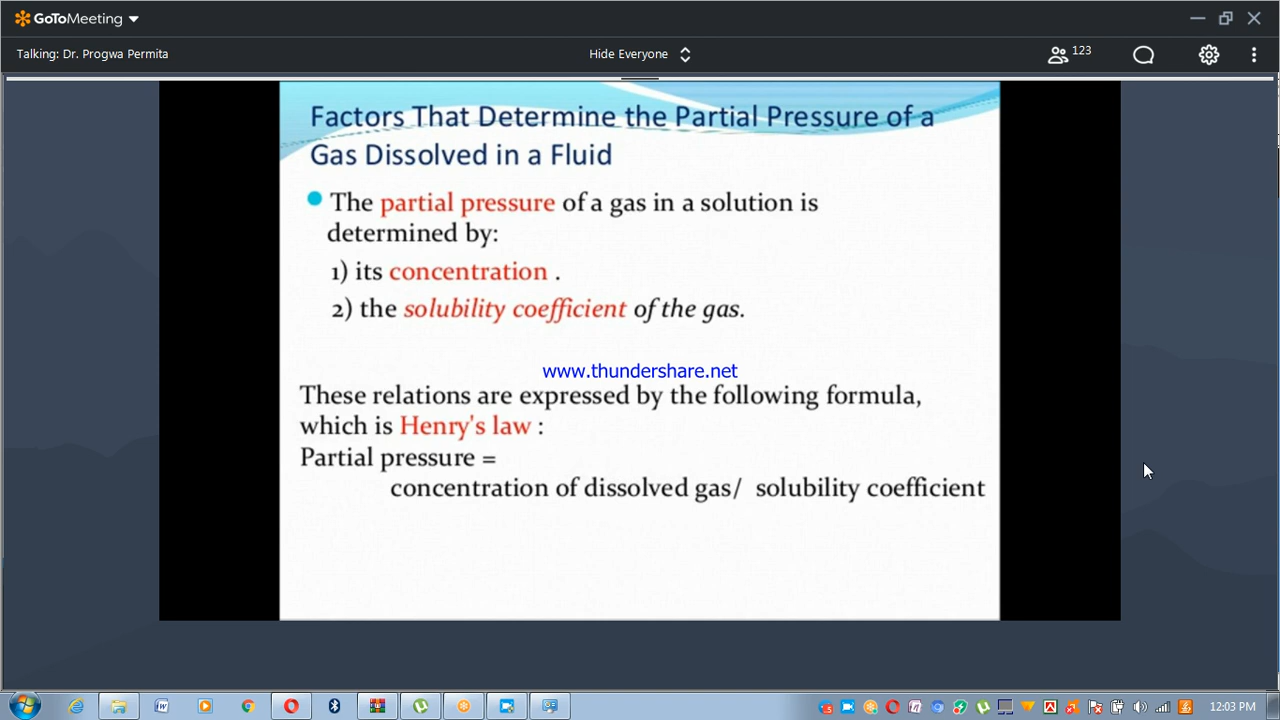 GoToMeeting
Talking: Dr. Progwa Permita
Hide Everyone
123
Factors That Determine the Partial Pressure of a
Gas Dissolved in a Fluid
The partial pressure of a gas in a solution is
determined by:
1) its concentration .
2) the solubility coefficient of the gas.
www.thundershare.net
These relations are expressed by the following formula,
which is Henry's law :
Partial pressure =
concentration of dissolved gas/ solubility coefficient
12:03 PM